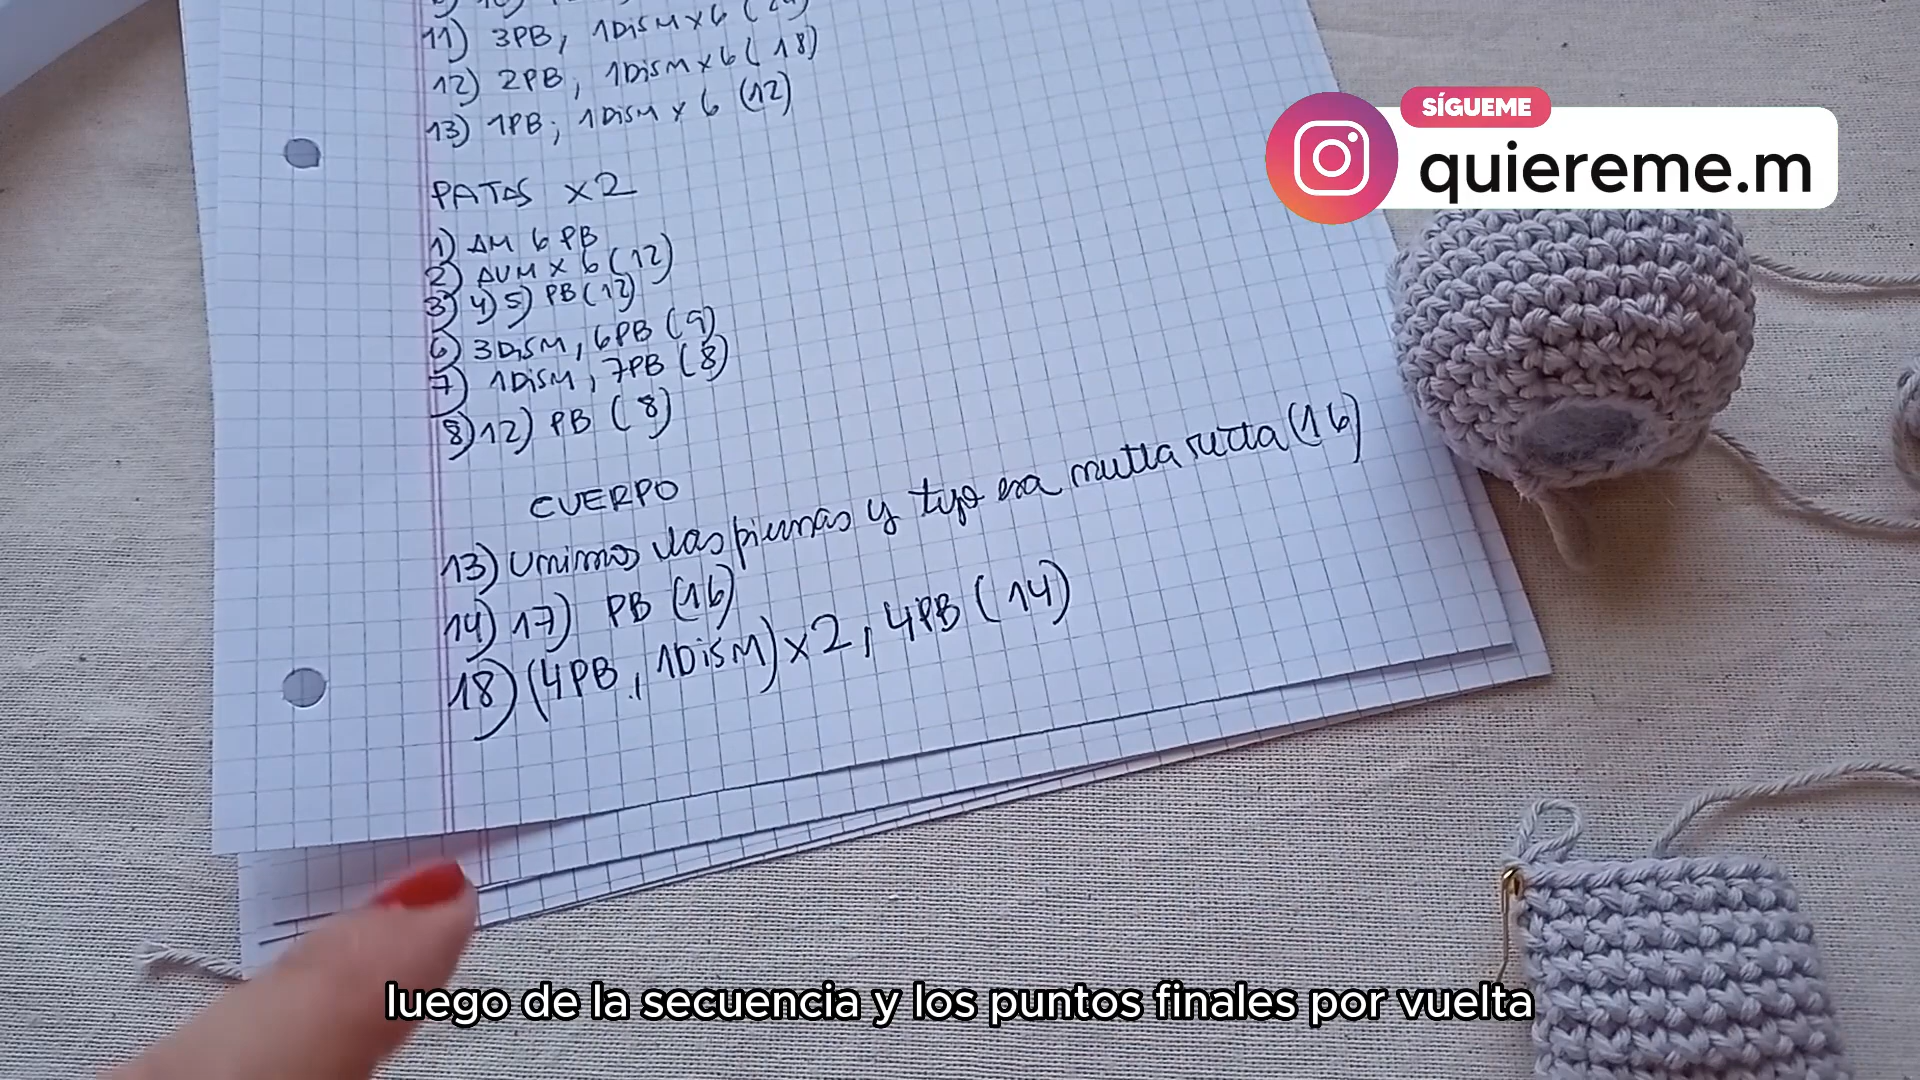 11) 3PB, 1DISM x 6 (24)
12) 2PB, 1DISM x 6 (18)
13) 1PB, 1DISM x 6 (12)
PATAS x2
1) AM 6 PB
2) AUM x 6 (12)
3) 4) 5) PB (12)
6) 3DISM, 6PB (9)
7) 1DISM, 7PB (8)
8) 12) PB (8)
CUERPO
13) unimos las piernas y tejo una vuelta (16)
14) 17) PB (16)
18) (4PB, 1DISM) x 2, 4PB (14)
SÍGUEME
quiereme.m
luego de la secuencia y los puntos finales por vuelta